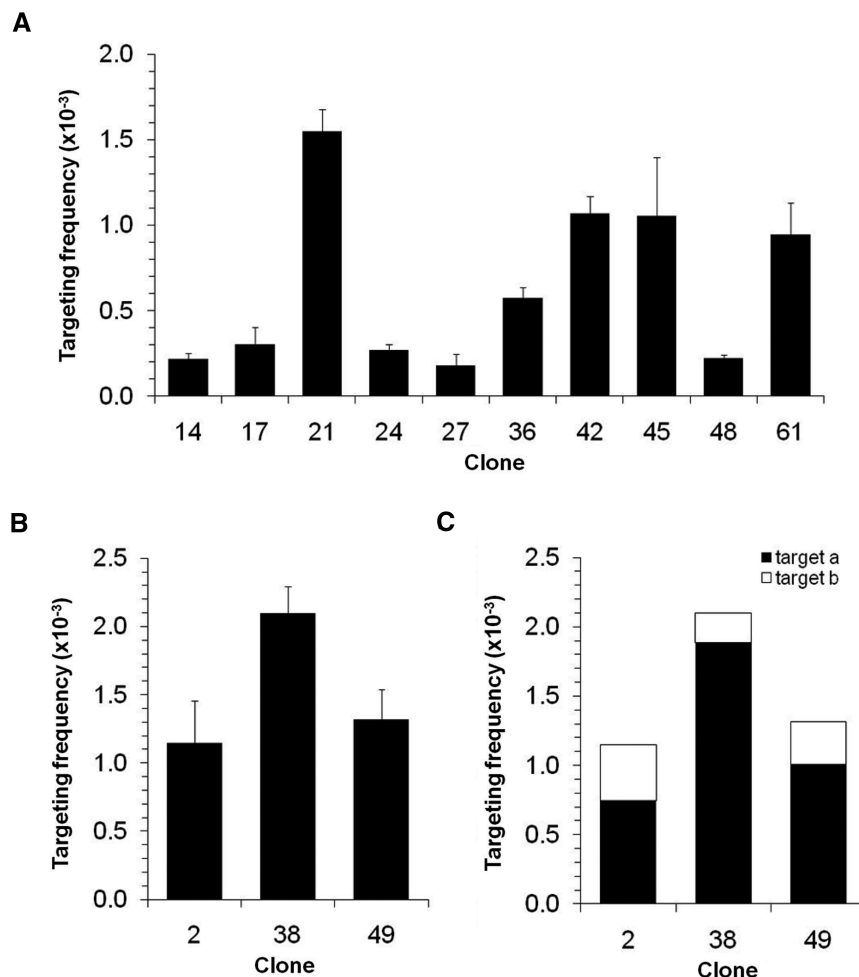 A
Targeting frequency (x10⁻³)
2.0
1.5
1.0
0.5
0.0
14 17 21 24 27 36 42 45 48 61
Clone
B
Targeting frequency (x10⁻³)
2.5
2.0
1.5
1.0
0.5
0.0
2 38 49
Clone
C
target a
target b
Targeting frequency (x10⁻³)
2.5
2.0
1.5
1.0
0.5
0.0
2 38 49
Clone